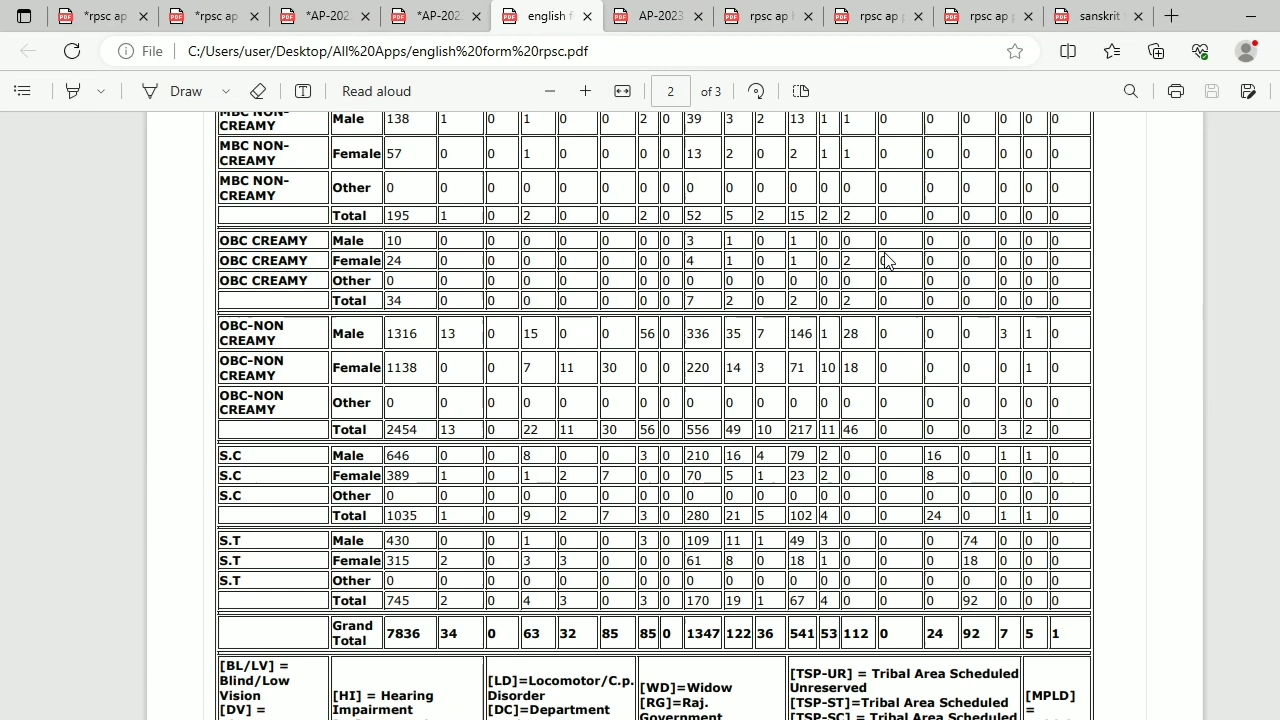 *rpsc ap
*rpsc ap
*AP-202
*AP-202
english f
AP-2023
rpsc ap
rpsc ap
rpsc ap
sanskrit
File C:/Users/user/Desktop/All%20Apps/english%20form%20rpsc.pdf
Draw Read aloud 2 of 3
MBC NON-CREAMY Male 138 1 0 1 0 0 2 0 39 3 2 13 1 1 0 0 0 0 0 0
MBC NON-CREAMY Female 57 0 0 1 0 0 0 0 13 2 0 2 1 1 0 0 0 0 0 0
MBC NON-CREAMY Other 0 0 0 0 0 0 0 0 0 0 0 0 0 0 0 0 0 0 0 0
Total 195 1 0 2 0 0 2 0 52 5 2 15 2 2 0 0 0 0 0 0
OBC CREAMY Male 10 0 0 0 0 0 0 0 3 1 0 1 0 0 0 0 0 0 0 0
OBC CREAMY Female 24 0 0 0 0 0 0 0 4 1 0 1 0 2 0 0 0 0 0 0
OBC CREAMY Other 0 0 0 0 0 0 0 0 0 0 0 0 0 0 0 0 0 0 0 0
Total 34 0 0 0 0 0 0 0 7 2 0 2 0 2 0 0 0 0 0 0
OBC-NON CREAMY Male 1316 13 0 15 0 0 56 0 336 35 7 146 1 28 0 0 0 3 1 0
OBC-NON CREAMY Female 1138 0 0 7 11 30 0 0 220 14 3 71 10 18 0 0 0 0 1 0
OBC-NON CREAMY Other 0 0 0 0 0 0 0 0 0 0 0 0 0 0 0 0 0 0 0 0
Total 2454 13 0 22 11 30 56 0 556 49 10 217 11 46 0 0 0 3 2 0
S.C Male 646 0 0 8 0 0 3 0 210 16 4 79 2 0 0 16 0 1 1 0
S.C Female 389 1 0 1 2 7 0 0 70 5 1 23 2 0 0 8 0 0 0 0
S.C Other 0 0 0 0 0 0 0 0 0 0 0 0 0 0 0 0 0 0 0 0
Total 1035 1 0 9 2 7 3 0 280 21 5 102 4 0 0 24 0 1 1 0
S.T Male 430 0 0 1 0 0 3 0 109 11 1 49 3 0 0 0 74 0 0 0
S.T Female 315 2 0 3 3 0 0 0 61 8 0 18 1 0 0 0 18 0 0 0
S.T Other 0 0 0 0 0 0 0 0 0 0 0 0 0 0 0 0 0 0 0 0
Total 745 2 0 4 3 0 3 0 170 19 1 67 4 0 0 0 92 0 0 0
Grand Total 7836 34 0 63 32 85 85 0 1347 122 36 541 53 112 0 24 92 7 5 1
[BL/LV] =
Blind/Low
Vision
[DV] =
[HI] = Hearing
Impairment
[LD]=Locomotor/C.p.
Disorder
[DC]=Department
[WD]=Widow
[RG]=Raj.
Government
[TSP-UR] = Tribal Area Scheduled
Unreserved
[TSP-ST]=Tribal Area Scheduled
[TSP-SC] = Tribal Area Scheduled
[MPLD]
=